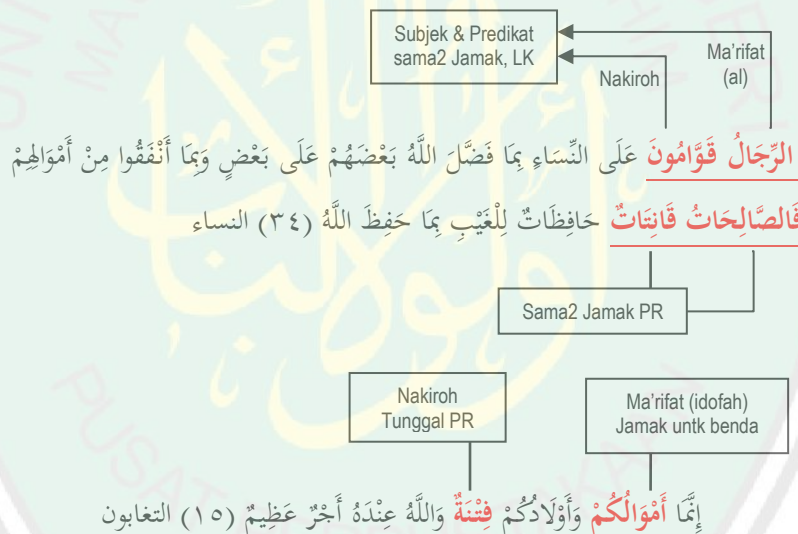 Subjek & Predikat
sama2 Jamak, LK
Ma'rifat
(al)
Nakiroh
الرِّجَالُ قَوَّامُونَ عَلَى النِّسَاءِ بِمَا فَضَّلَ اللَّهُ بَعْضَهُمْ عَلَى بَعْضٍ وَبِمَا أَنْفَقُوا مِنْ أَمْوَالِهِمْ
فَالصَّالِحَاتُ قَانِتَاتٌ حَافِظَاتٌ لِلْغَيْبِ بِمَا حَفِظَ اللَّهُ (٣٤) النساء
Sama2 Jamak PR
Nakiroh
Tunggal PR
Ma'rifat (idofah)
Jamak untk benda
إِنَّمَا أَمْوَالُكُمْ وَأَوْلَادُكُمْ فِتْنَةٌ وَاللَّهُ عِنْدَهُ أَجْرٌ عَظِيمٌ (١٥) التغابون